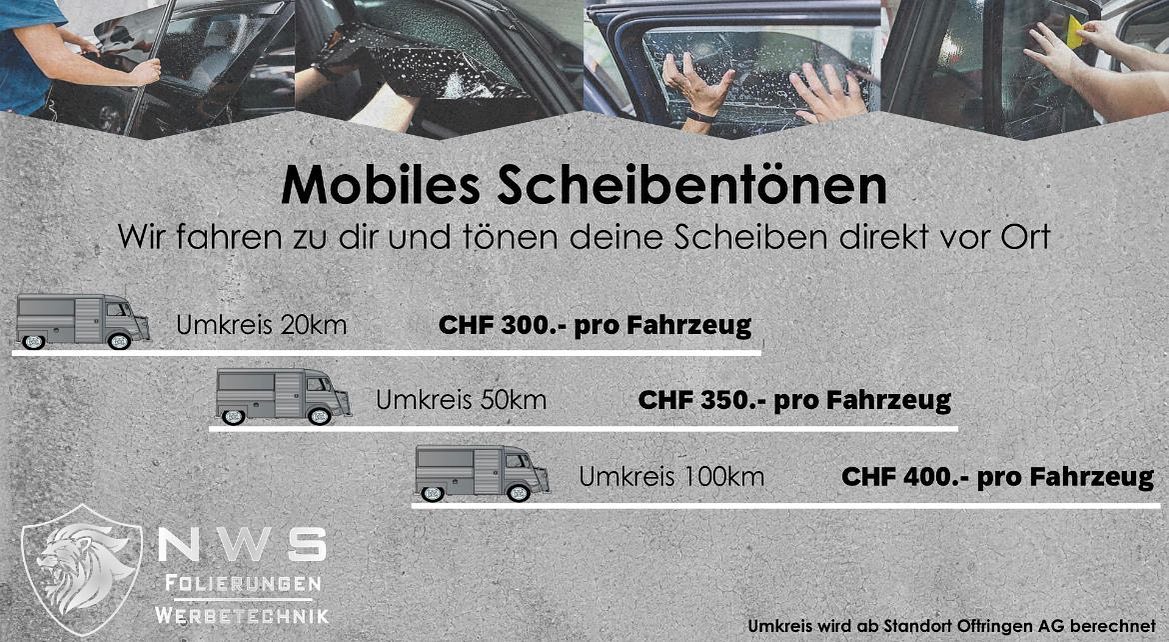 Mobiles Scheibentönen
Wir fahren zu dir und tönen deine Scheiben direkt vor Ort
Umkreis 20km CHF 300.- pro Fahrzeug
Umkreis 50km CHF 350.- pro Fahrzeug
Umkreis 100km CHF 400.- pro Fahrzeug
NWS
FOLIERUNGEN
WERBETECHNIK
Umkreis wird ab Standort Oftringen AG berechnet